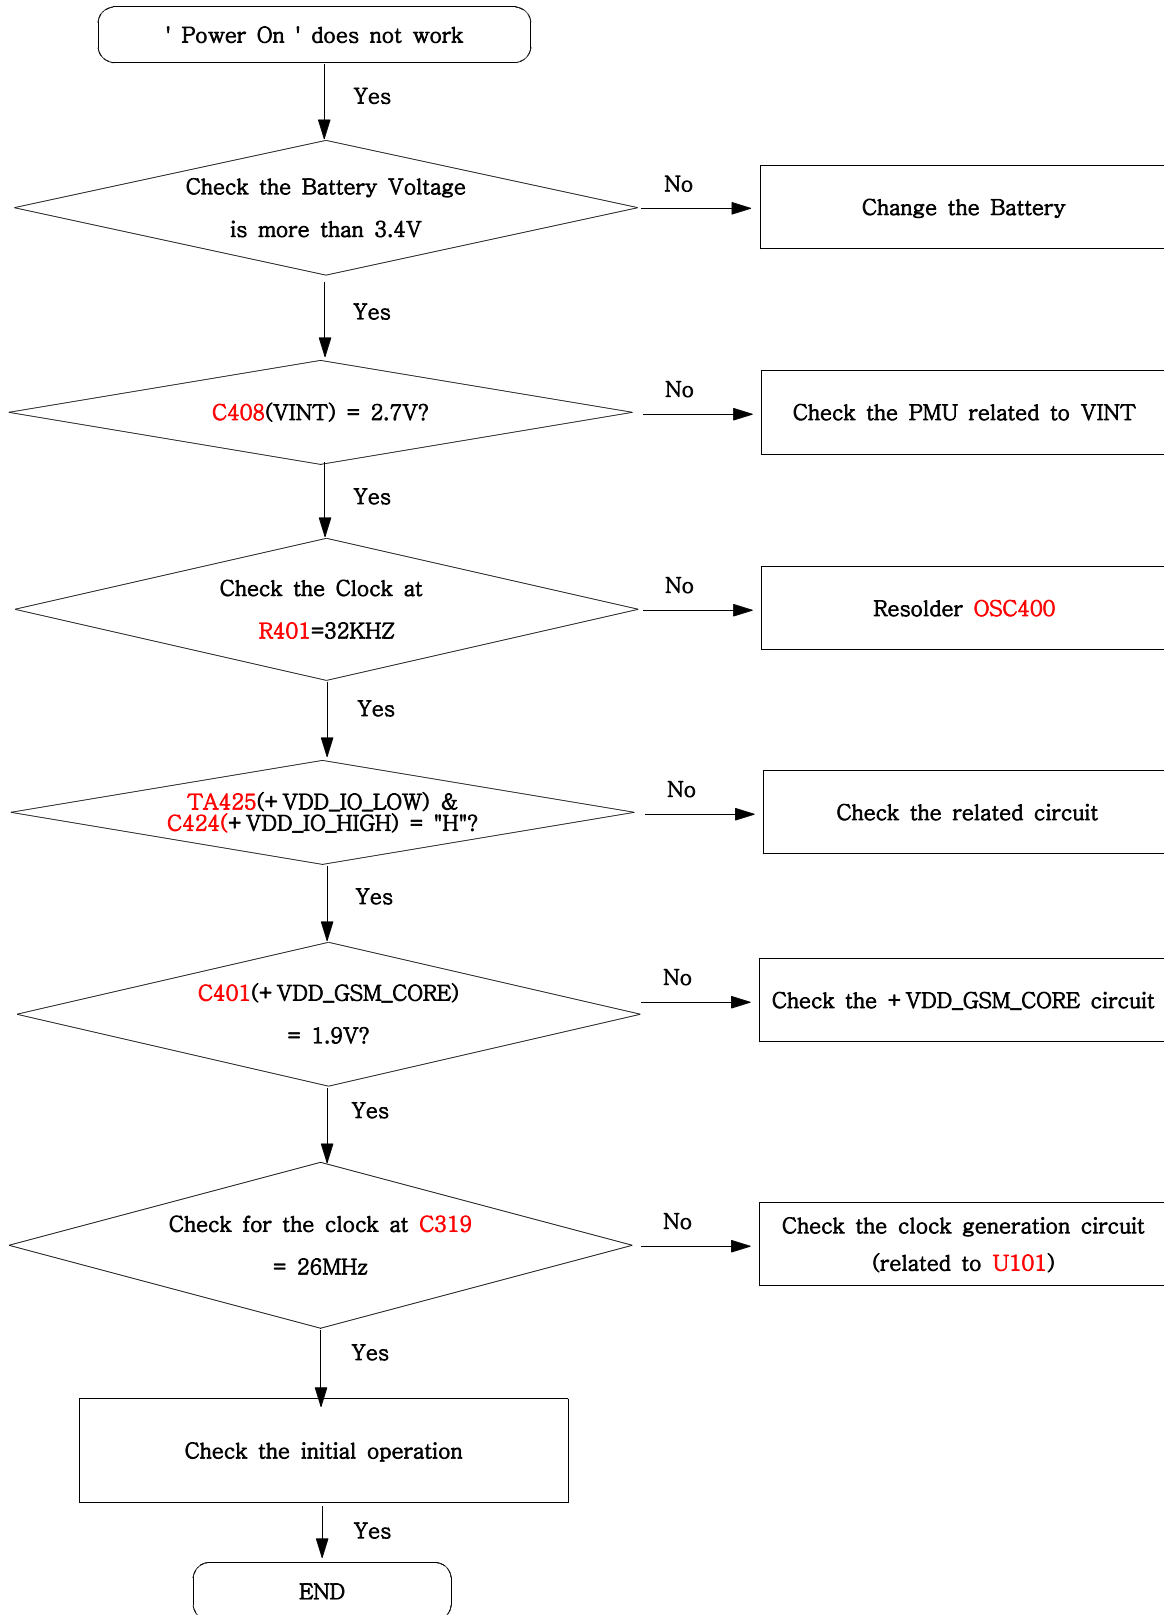 ' Power On ' does not work
Yes
Check the Battery Voltage
is more than 3.4V
No
Change the Battery
Yes
C408(VINT) = 2.7V?
No
Check the PMU related to VINT
Yes
Check the Clock at
R401=32KHZ
No
Resolder OSC400
Yes
TA425(+VDD_IO_LOW) &
C424(+VDD_IO_HIGH) = "H"?
No
Check the related circuit
Yes
C401(+VDD_GSM_CORE)
= 1.9V?
No
Check the +VDD_GSM_CORE circuit
Yes
Check for the clock at C319
= 26MHz
No
Check the clock generation circuit
(related to U101)
Yes
Check the initial operation
Yes
END